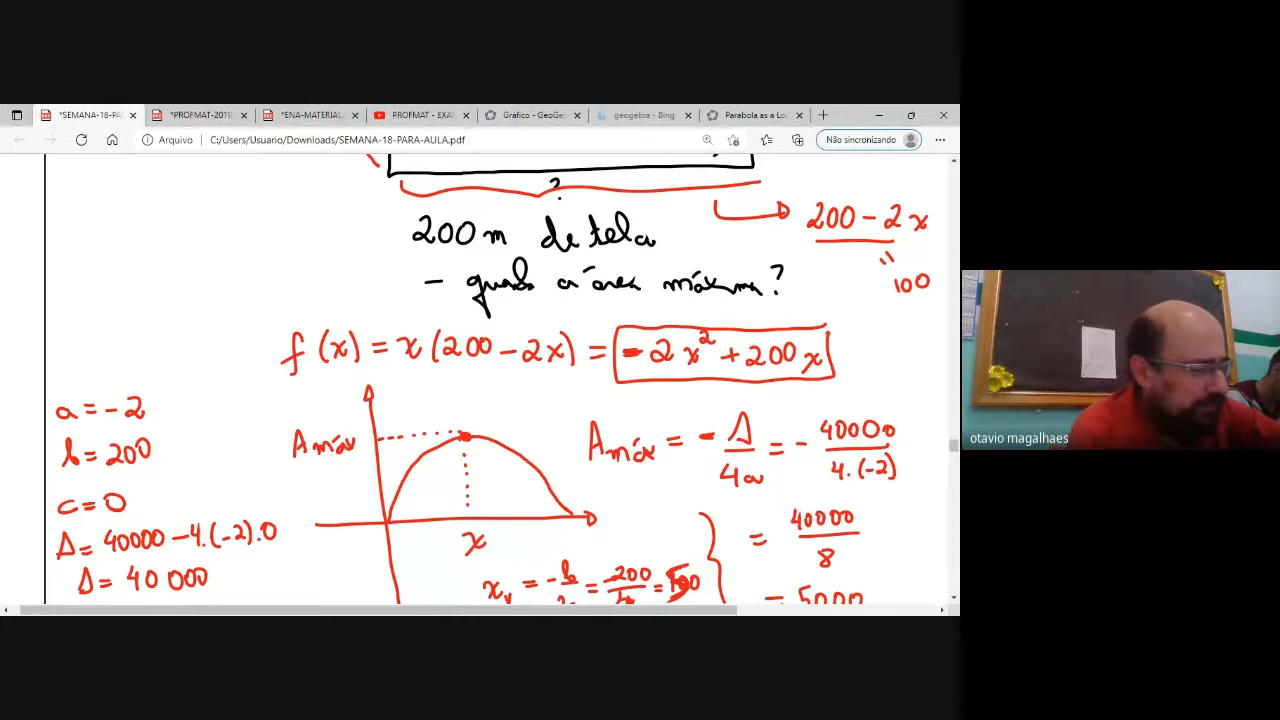 *SEMANA-18-PA
*PROFMAT-2019.
*ENA-MATERIAL.
PROFMAT - EXA
Gráfico - GeoGe
geogebra - Bing
Parabola as a Lo
Arquivo C:/Users/Usuario/Downloads/SEMANA-18-PARA-AULA.pdf
Não sincronizando
?
200 m de tela
200 - 2x
100
- qual a área máxima?
f(x) = x(200 - 2x) = -2x² + 200x
a = -2
b = 200
c = 0
Δ = 40000 - 4.(-2).0
Δ = 40 000
A máx
x
A máx = - Δ/4a = - 40000/4.(-2)
= 40000/8
= 5000
otavio magalhaes